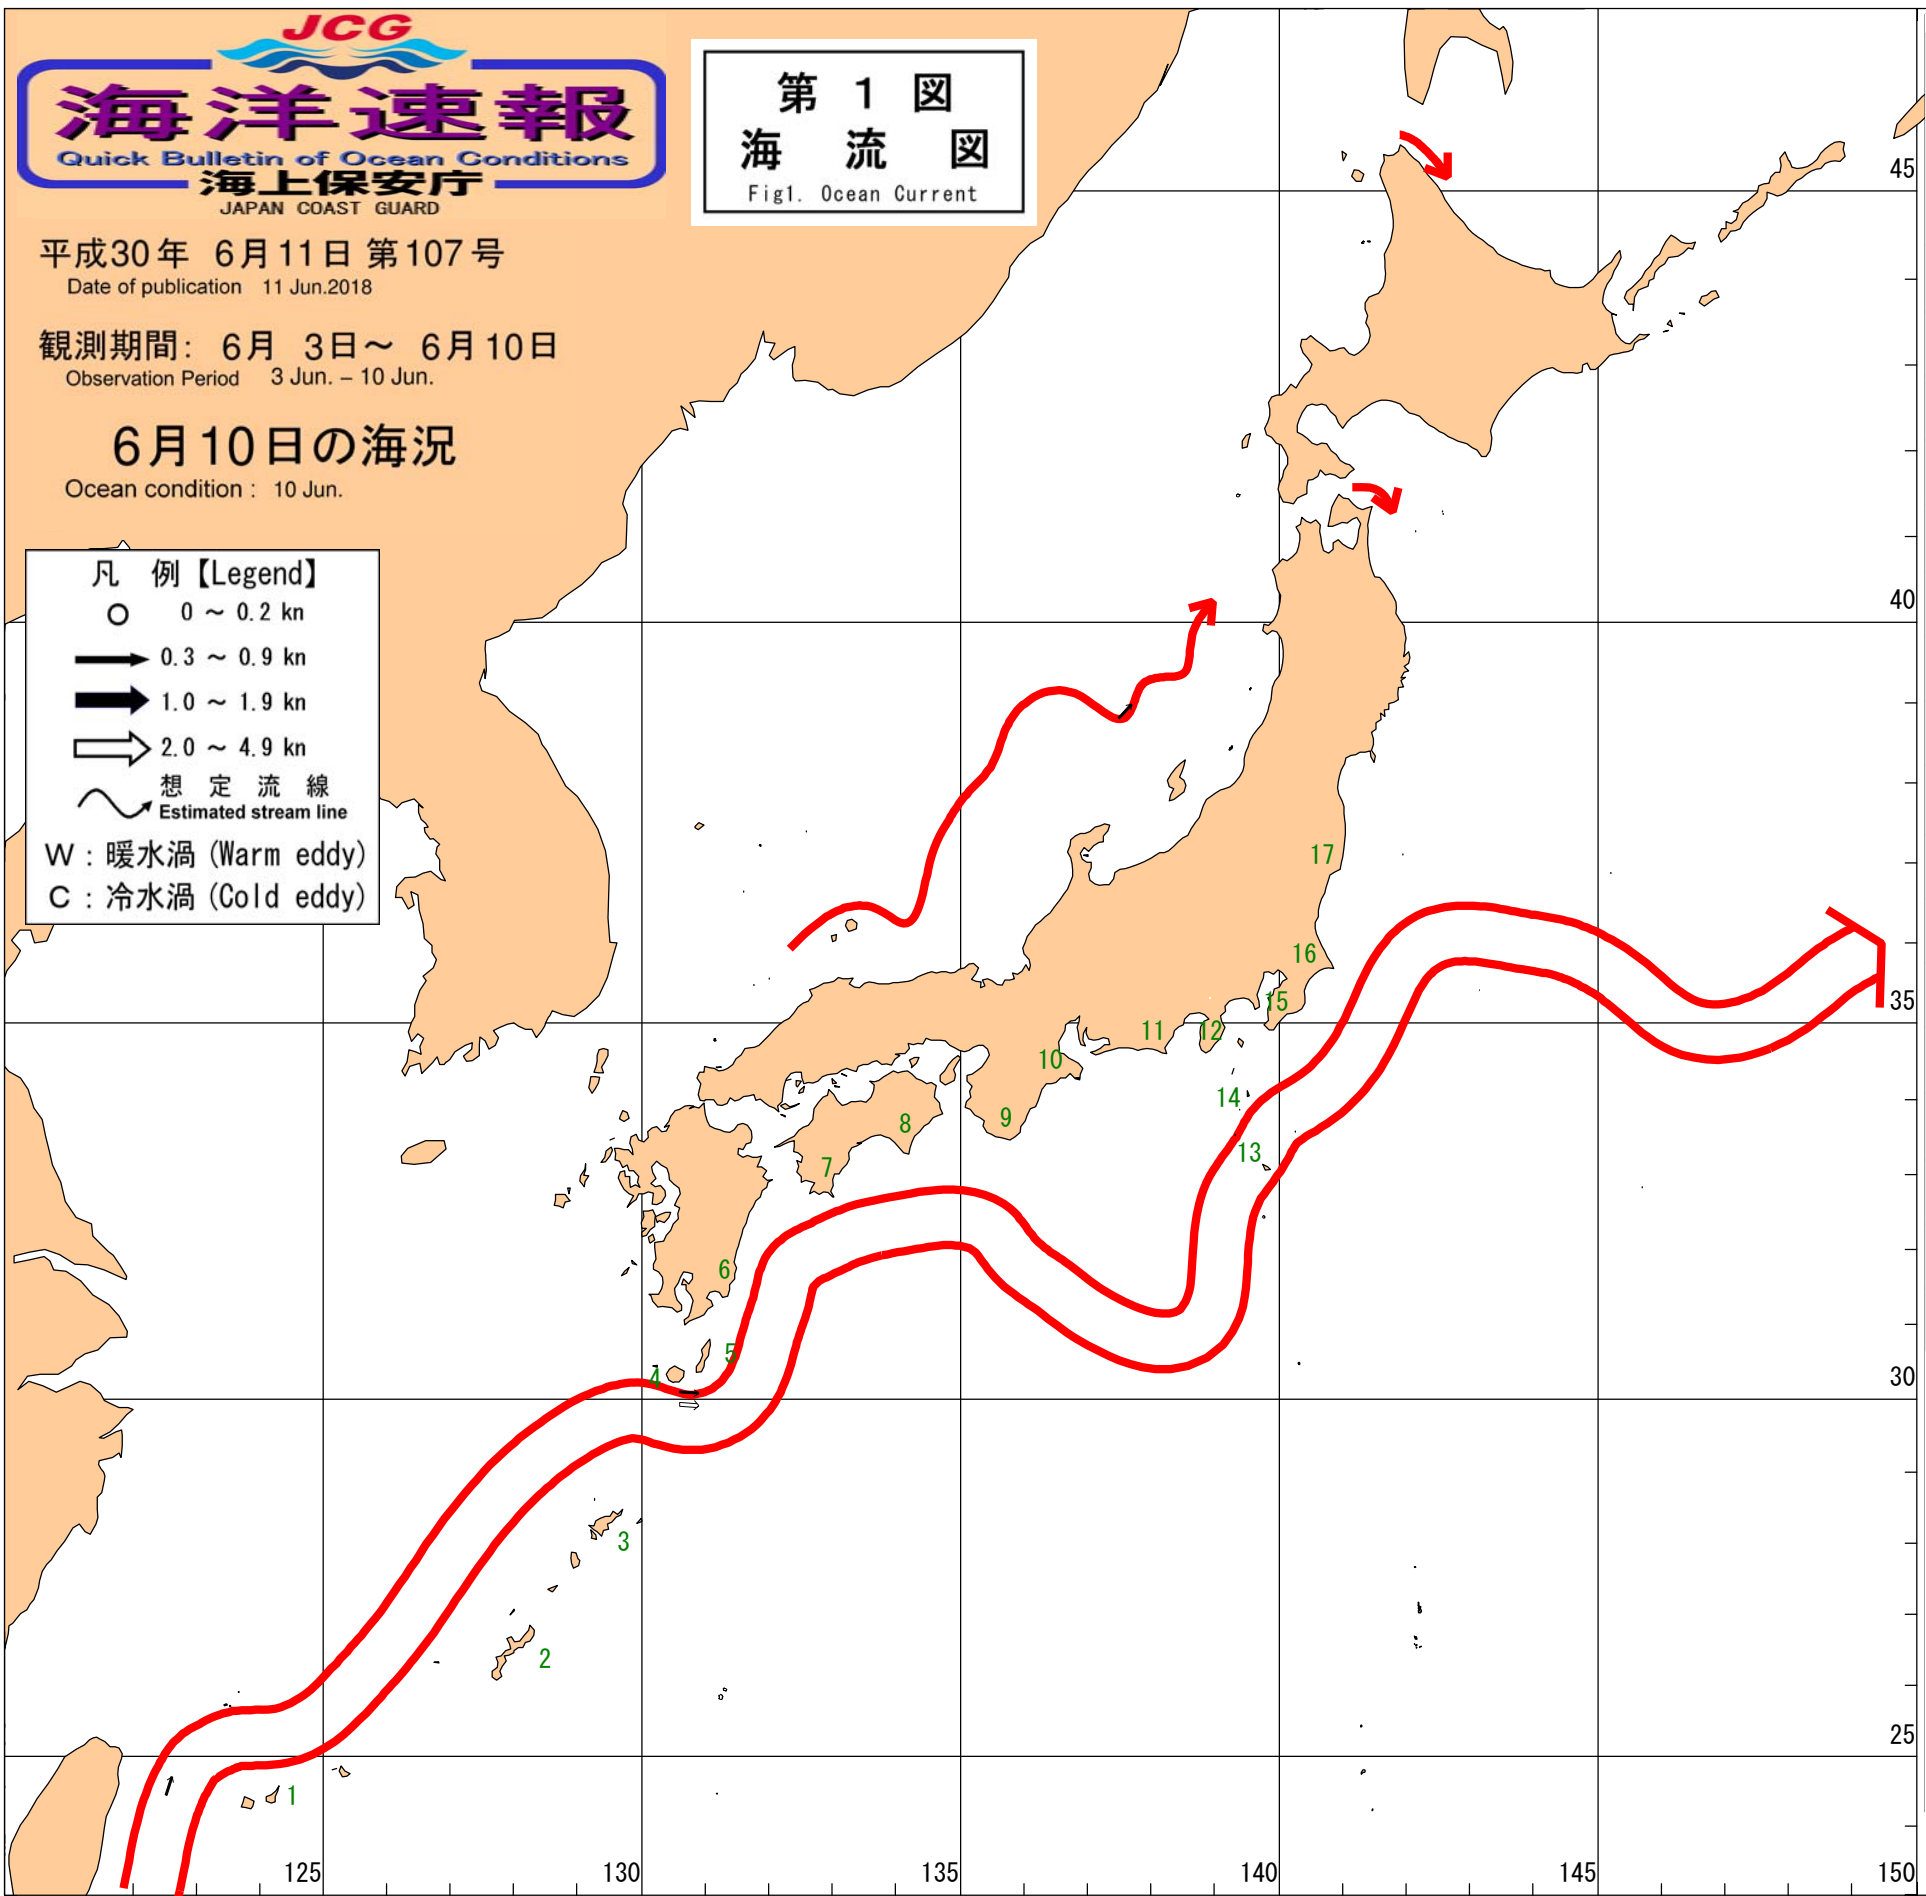 JCG
海洋速報
Quick Bulletin of Ocean Conditions
海上保安庁
JAPAN COAST GUARD
第 1 図
海 流 図
Fig1. Ocean Current
平成30年 6月11日 第107号
Date of publication 11 Jun.2018
観測期間: 6月 3日～ 6月10日
Observation Period 3 Jun. – 10 Jun.
6月10日の海況
Ocean condition : 10 Jun.
凡 例【Legend】
0 ～ 0.2 kn
0.3 ～ 0.9 kn
1.0 ～ 1.9 kn
2.0 ～ 4.9 kn
想 定 流 線
Estimated stream line
W : 暖水渦 (Warm eddy)
C : 冷水渦 (Cold eddy)
45
40
17
16
35
15
11
12
10
14
9
8
13
7
6
5
4
30
3
2
25
1
125
130
135
140
145
150